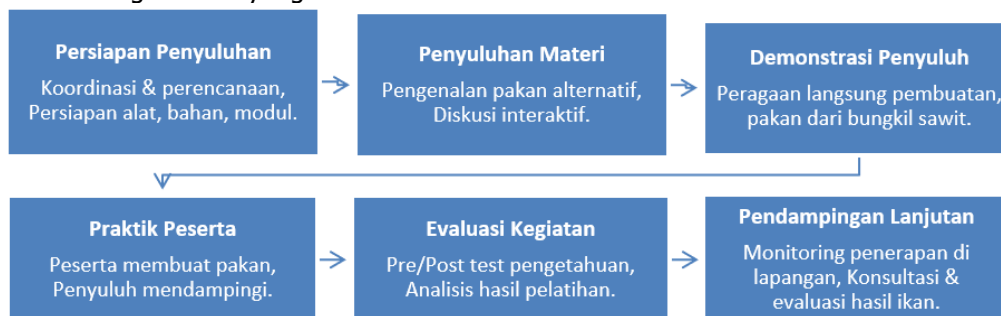 Persiapan Penyuluhan
Koordinasi & perencanaan,
Persiapan alat, bahan, modul.
Penyuluhan Materi
Pengenalan pakan alternatif,
Diskusi interaktif.
Demonstrasi Penyuluh
Peragaan langsung pembuatan,
pakan dari bungkil sawit.
Praktik Peserta
Peserta membuat pakan,
Penyuluh mendampingi.
Evaluasi Kegiatan
Pre/Post test pengetahuan,
Analisis hasil pelatihan.
Pendampingan Lanjutan
Monitoring penerapan di
lapangan, Konsultasi &
evaluasi hasil ikan.